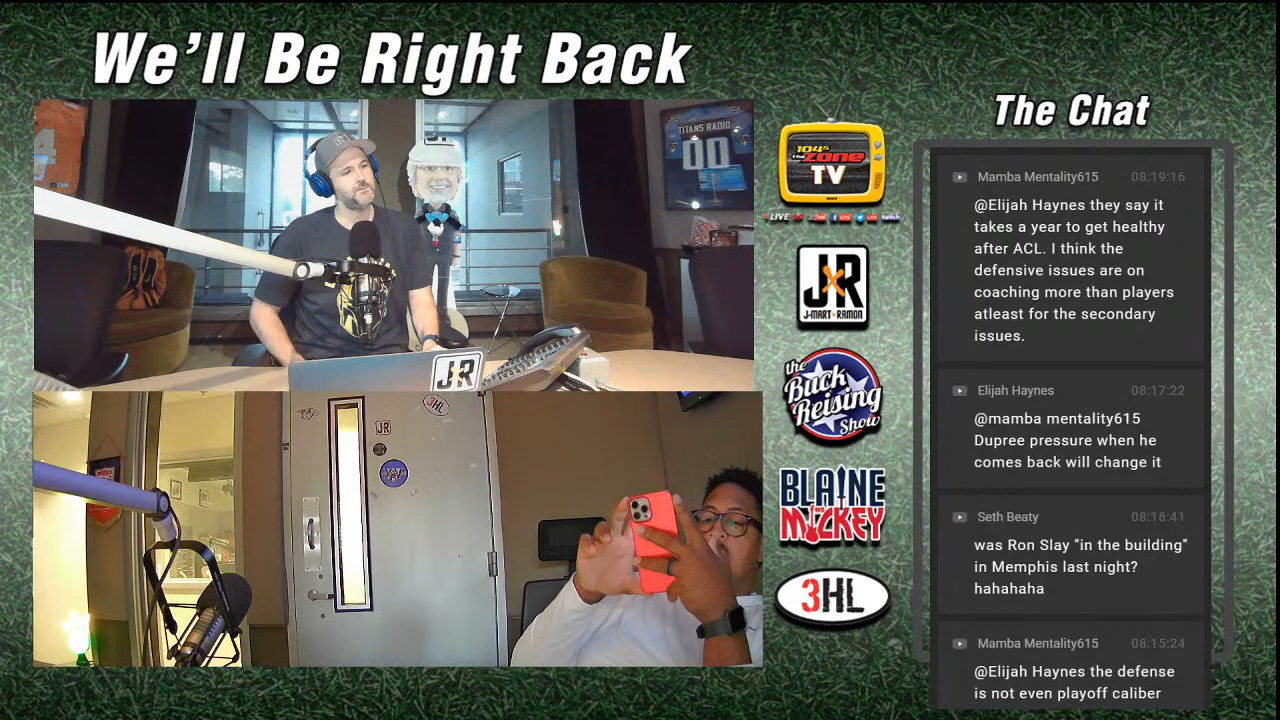 We'll Be Right Back
The Chat
TITANS RADIO
00
104.5
the ZONE
TV
LIVE
J×R
J-MART × RAMON
the
Buck
Reising
Show
BLAINE
MICKEY
3HL
JR
3HL
JR
Mamba Mentality615 08:19:16
@Elijah Haynes they say it
takes a year to get healthy
after ACL. I think the
defensive issues are on
coaching more than players
atleast for the secondary
issues.
Elijah Haynes 08:17:22
@mamba mentality615
Dupree pressure when he
comes back will change it
Seth Beaty 08:16:41
was Ron Slay "in the building"
in Memphis last night?
hahahaha
Mamba Mentality615 08:15:24
@Elijah Haynes the defense
is not even playoff caliber